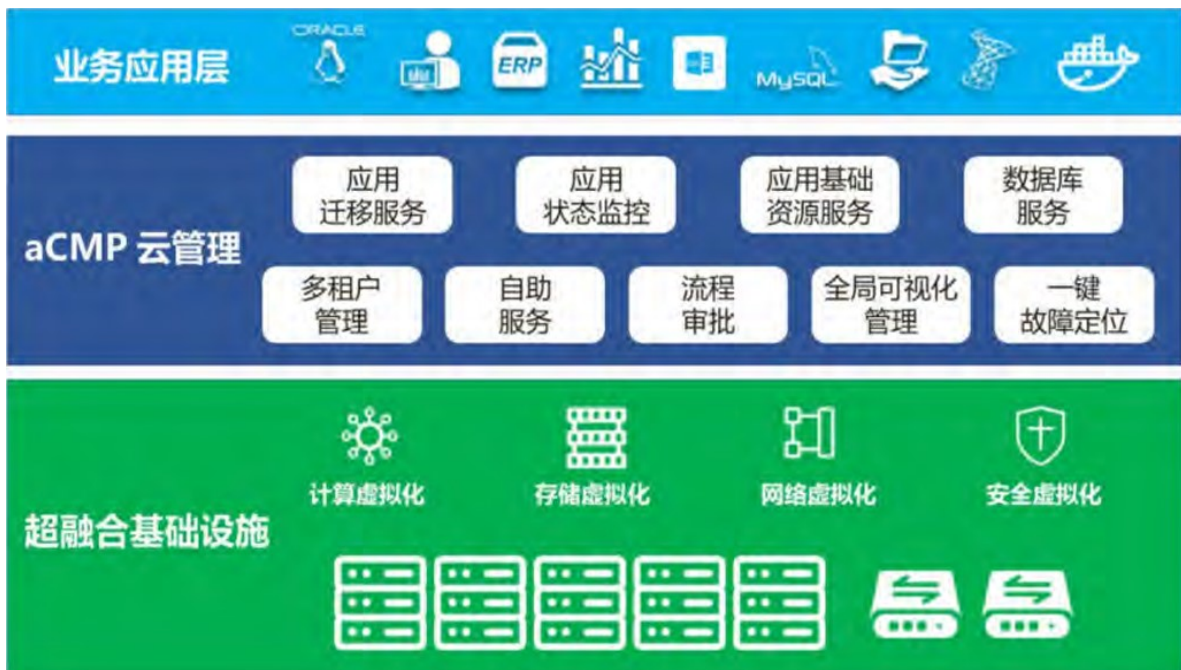 业务应用层
ORACLE
ERP
MySQL
aCMP 云管理
应用
迁移服务
应用
状态监控
应用基础
资源服务
数据库
服务
多租户
管理
自助
服务
流程
审批
全局可视化
管理
一键
故障定位
超融合基础设施
计算虚拟化
存储虚拟化
网络虚拟化
安全虚拟化